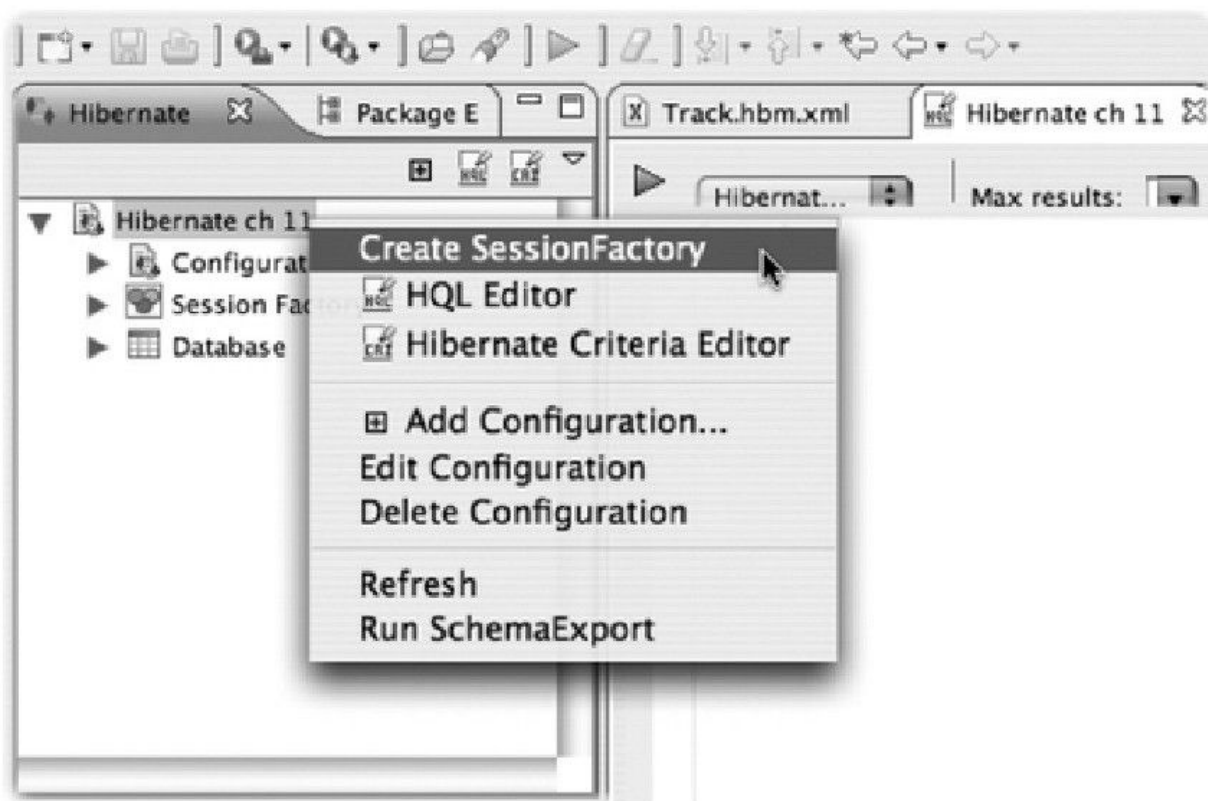 Hibernate
Package E
Track.hbm.xml
Hibernate ch 11
Hibernat...
Max results:
Hibernate ch 11
Configurat
Session Fac
Database
Create SessionFactory
HQL Editor
Hibernate Criteria Editor
Add Configuration...
Edit Configuration
Delete Configuration
Refresh
Run SchemaExport